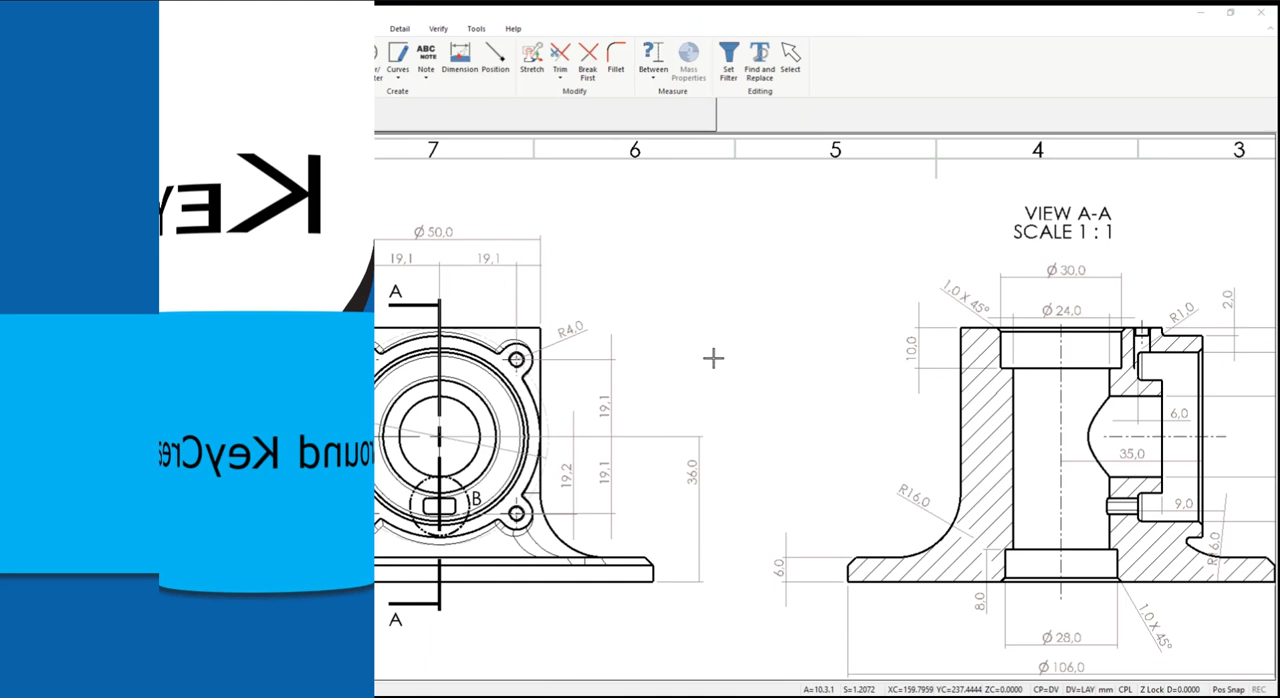 Detail Verify Tools Help
Curves
ABC
NOTE
Note
Dimension
Position
Stretch
Trim
Break
First
Fillet
?
Between
Mass
Properties
Set
Filter
Find and
Replace
Select
Create
Modify
Measure
Editing
7 6 5 4 3
KEY
round KeyCrea
Ø 50,0
19,1 19,1
A
R4,0
19,1
19,2
19,1
36,0
B
A
VIEW A-A
SCALE 1 : 1
Ø 30,0
1,0 X 45°
Ø 24,0
R1,0
2,0
10,0
6,0
35,0
R16,0
9,0
R16,0
6,0
8,0
1,0 X 45°
Ø 28,0
Ø 106,0
A=10.3.1 S=1.2072 XC=159.7959 YC=237.4444 ZC=0.0000 CP=DV DV=LAY mm CPL Z Lock D=0.0000 Pos Snap REC